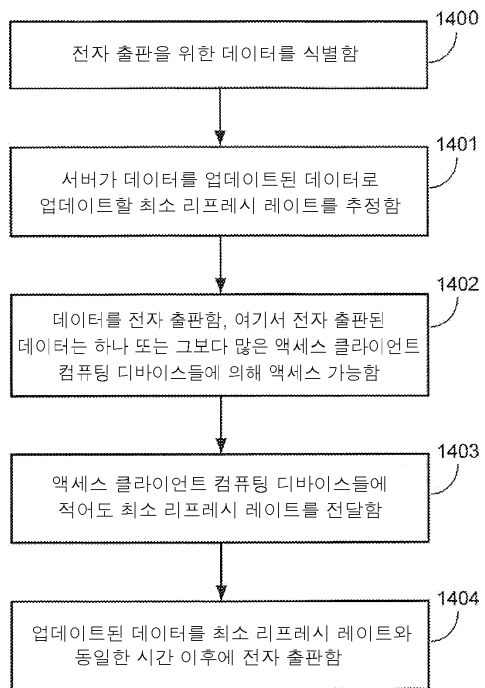 1400
전자 출판을 위한 데이터를 식별함
1401
서버가 데이터를 업데이트된 데이터로
업데이트할 최소 리프레시 레이트를 추정함
1402
데이터를 전자 출판함, 여기서 전자 출판된
데이터는 하나 또는 그보다 많은 액세스 클라이언트
컴퓨팅 디바이스들에 의해 액세스 가능함
1403
액세스 클라이언트 컴퓨팅 디바이스들에
적어도 최소 리프레시 레이트를 전달함
1404
업데이트된 데이터를 최소 리프레시 레이트와
동일한 시간 이후에 전자 출판함